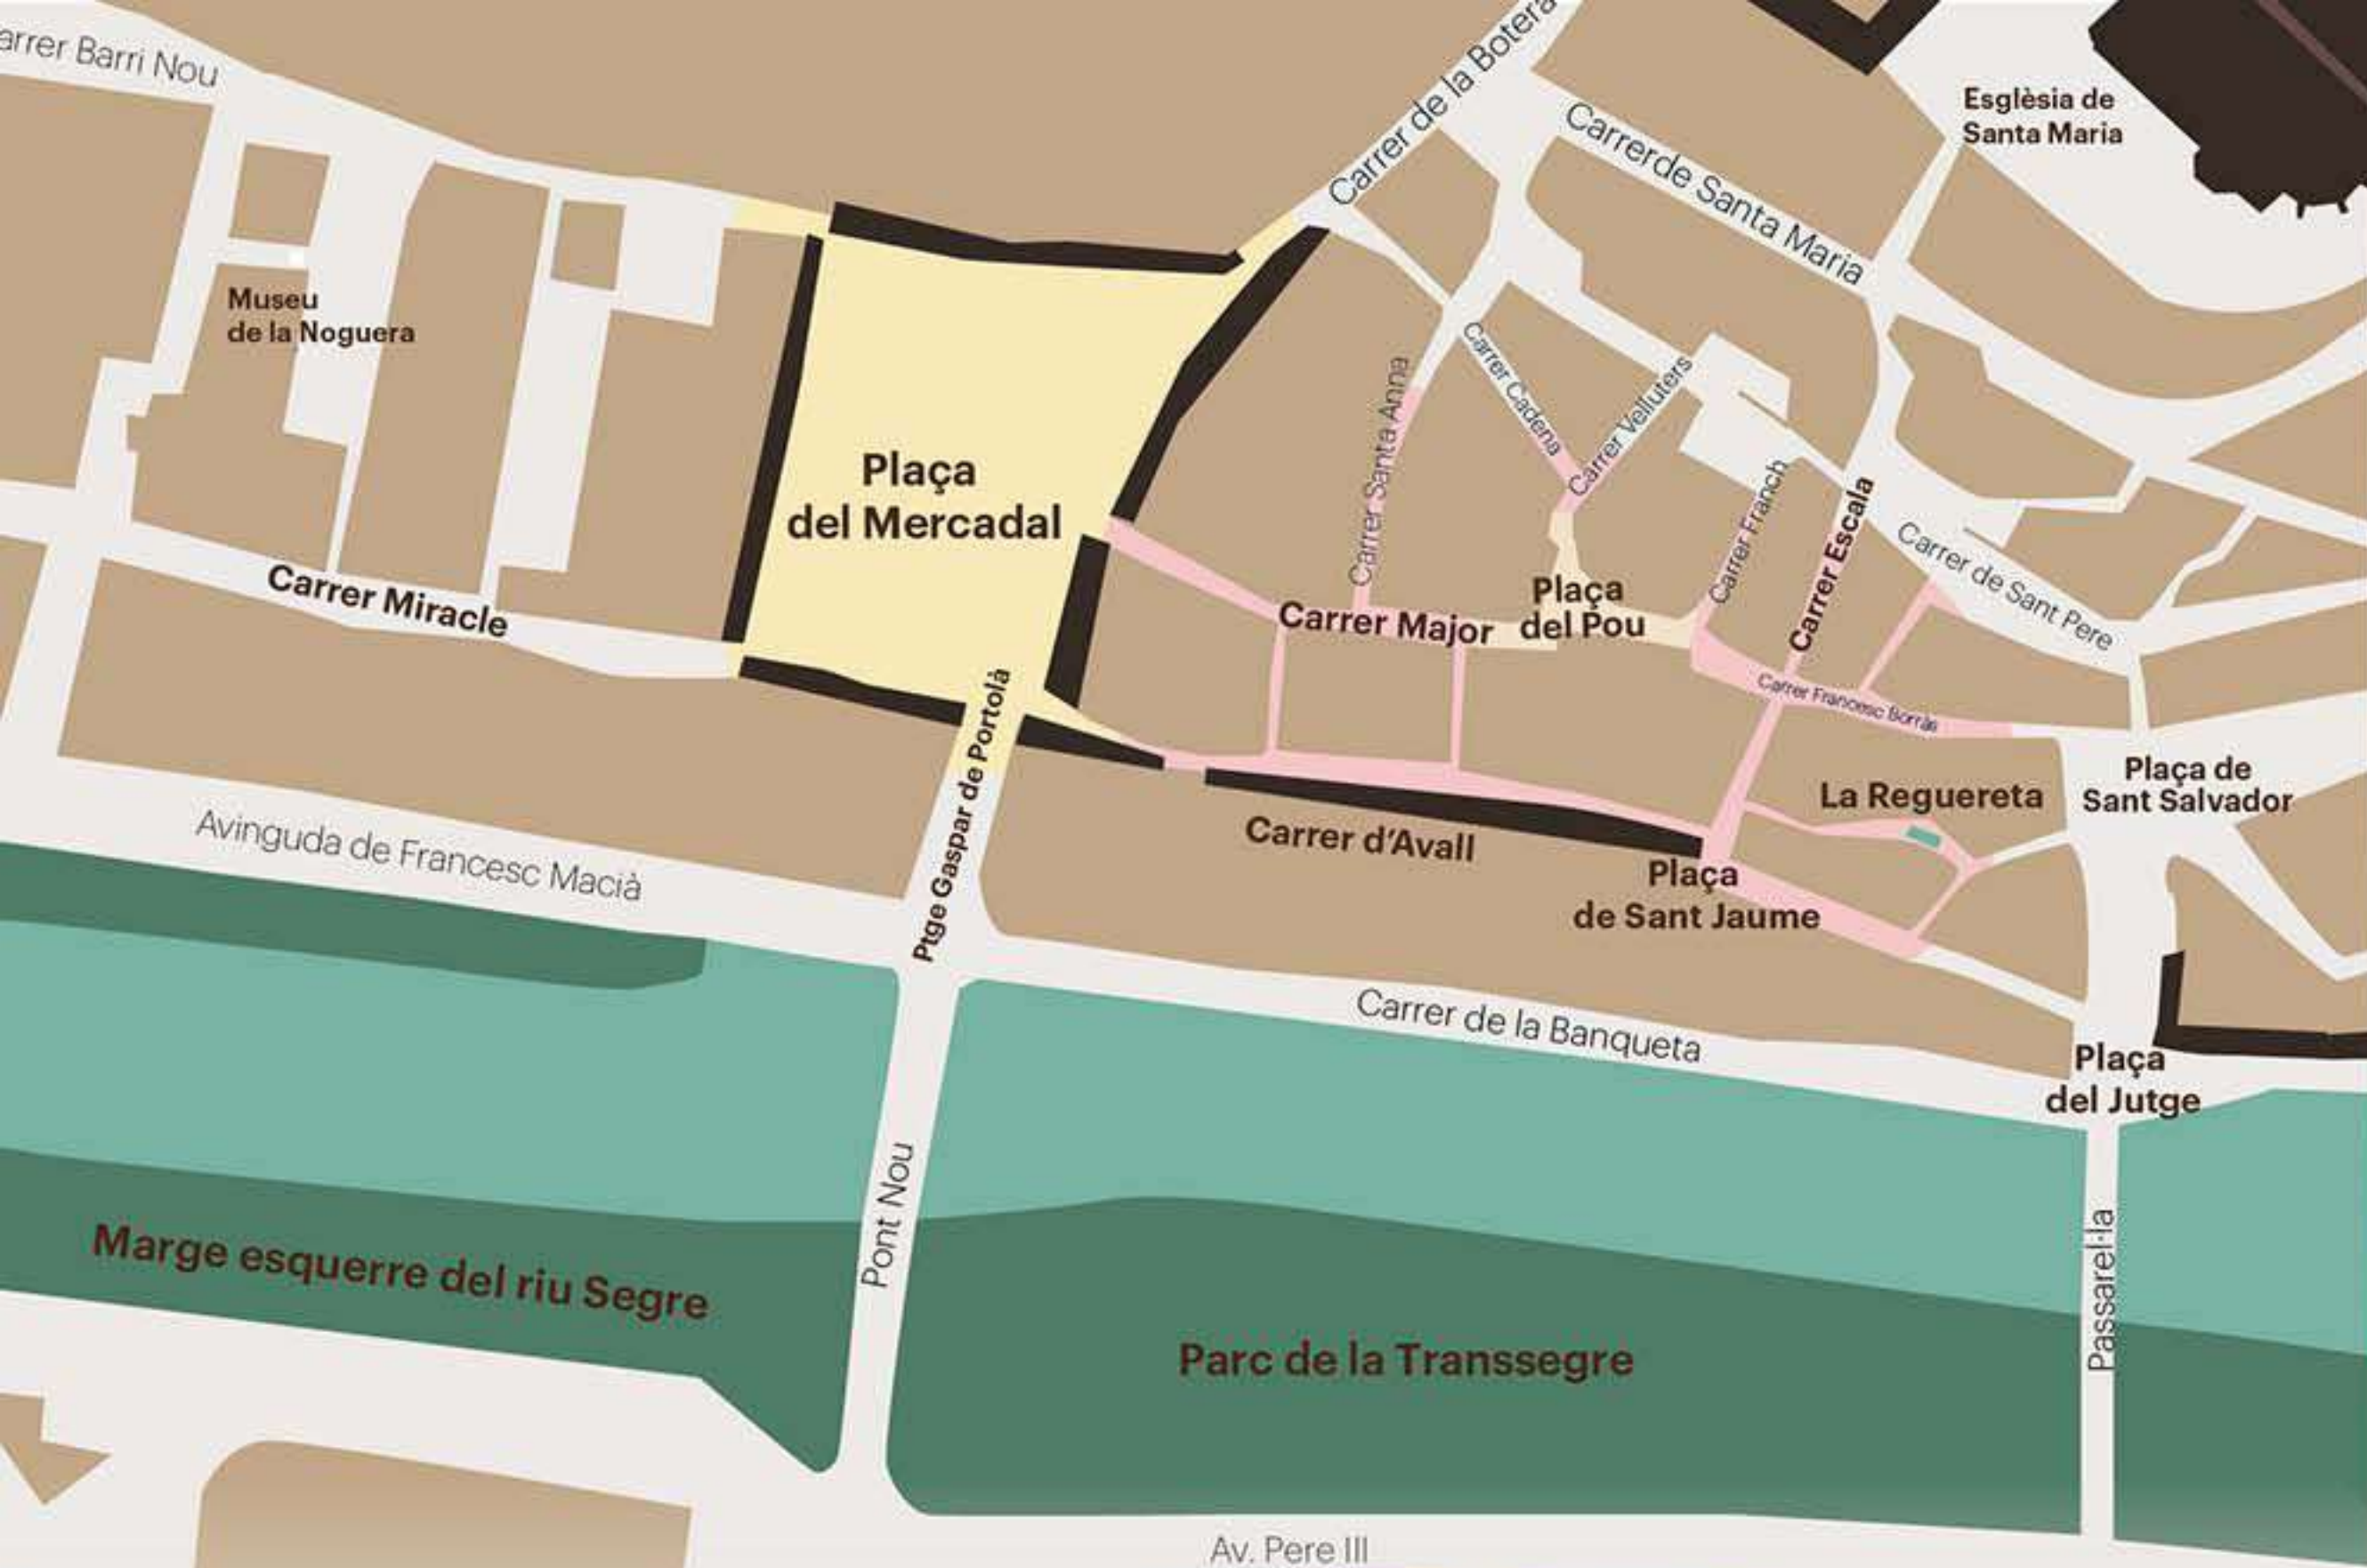 arrer Barri Nou
Carrer de la Botera
Esglèsia de
Santa Maria
Carrerde Santa Maria
Museu
de la Noguera
Carrer Santa Anna
Carrer Cadena
Carrer Velluters
Plaça
del Mercadal
Carrer Franch
Carrer Escala
Carrer de Sant Pere
Carrer Miracle
Carrer Major
Plaça
del Pou
Carrer Francesc Borràs
Ptge Gaspar de Portolà
La Reguereta
Plaça de
Sant Salvador
Avinguda de Francesc Macià
Carrer d'Avall
Plaça
de Sant Jaume
Carrer de la Banqueta
Plaça
del Jutge
Pont Nou
Passarel·la
Marge esquerre del riu Segre
Parc de la Transsegre
Av. Pere III